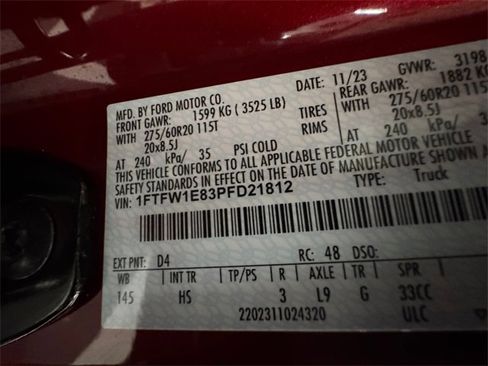 MFD. BY FORD MOTOR CO.
DATE: 11/23 GVWR: 3198
FRONT GAWR: 1599 KG ( 3525 LB) REAR GAWR: 1882 KG
WITH 275/60R20 115T TIRES WITH 275/60R20 115T
20x8.5J RIMS 20x8.5J
AT 240 kPa/ 35 PSI COLD AT 240 kPa/
THIS VEHICLE CONFORMS TO ALL APPLICABLE FEDERAL MOTOR VEHICLE
SAFETY STANDARDS IN EFFECT ON THE DATE OF MANUFACTURE SHOWN
VIN: 1FTFW1E83PFD21812 TYPE: Truck
EXT PNT: D4 RC: 48 DSO:
WB INT TR TP/PS R AXLE TR SPR
145 HS 3 L9 G 33CC
2202311024320 ULC